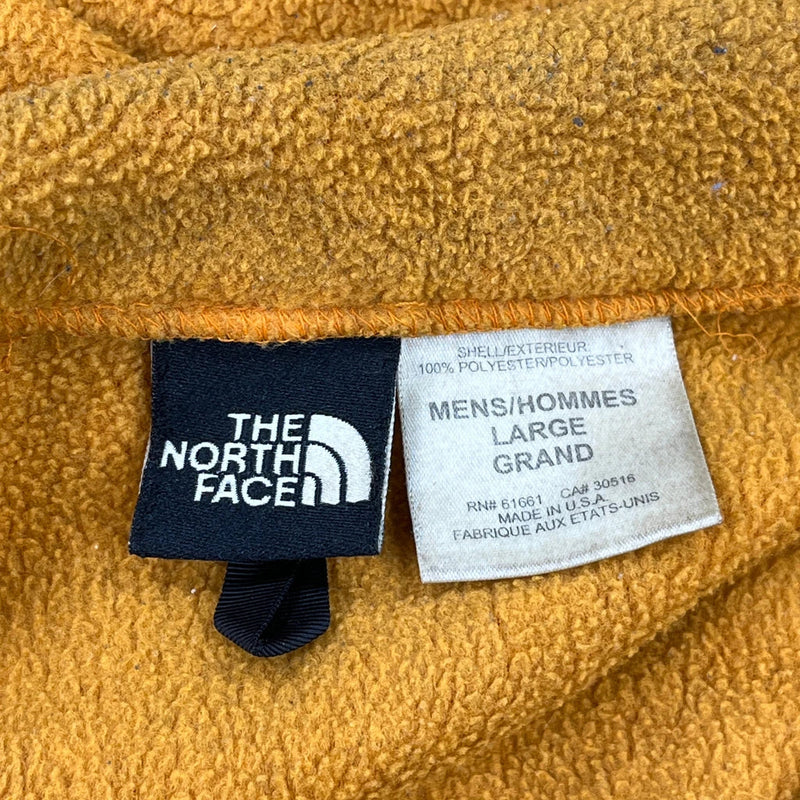 THE
NORTH
FACE
SHELL/EXTERIEUR
100% POLYESTER/POLYESTER
MENS/HOMMES
LARGE
GRAND
RN# 61661 CA# 30516
MADE IN U.S.A.
FABRIQUE AUX ETATS-UNIS